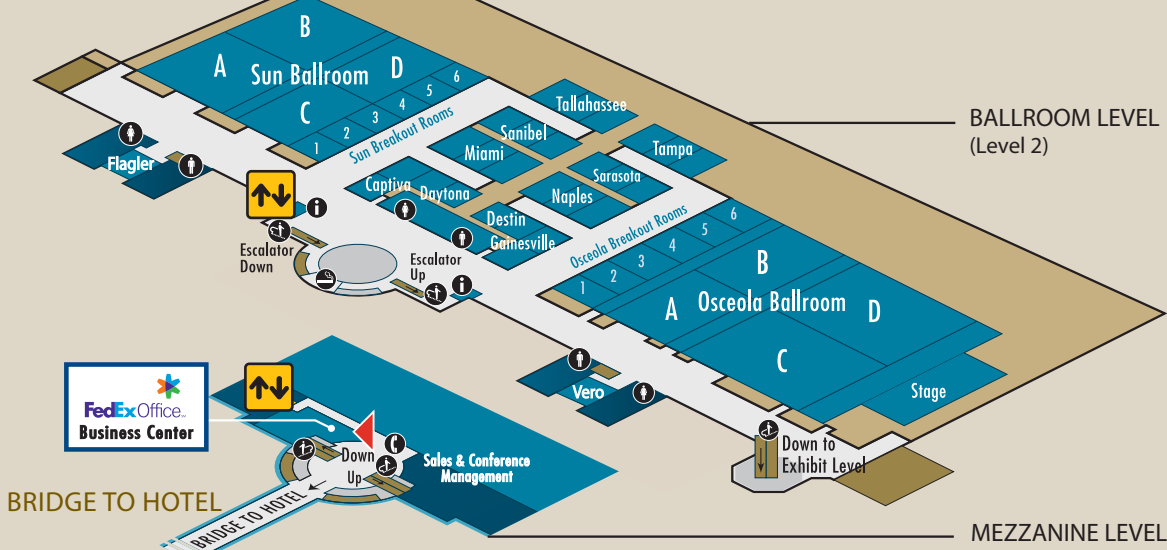 B
A
Sun Ballroom
D
C
1
2
3
4
5
6
Sun Breakout Rooms
Tallahassee
BALLROOM LEVEL
(Level 2)
Sanibel
Miami
Tampa
Flagler
Captiva
Daytona
Sarasota
Naples
i
Destin
Gainesville
Osceola Breakout Rooms
1
2
3
4
5
6
Escalator
Down
Escalator
Up
i
B
A
Osceola Ballroom
D
C
Stage
Vero
FedEx Office
Business Center
Down
Up
Sales & Conference
Management
Down to
Exhibit Level
BRIDGE TO HOTEL
BRIDGE TO HOTEL
MEZZANINE LEVEL